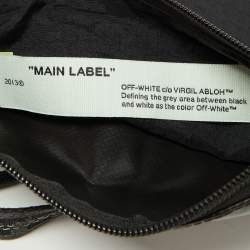 "MAIN LABEL"
2013©
OFF-WHITE c/o VIRGIL ABLOH™
Defining the grey area between black
and white as the color Off-White™